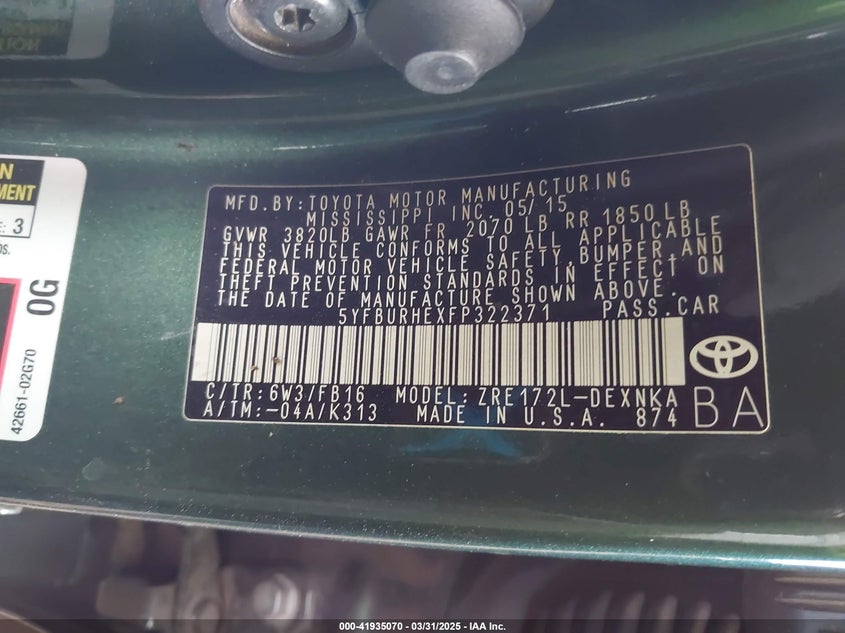 N
MENT
E: 3
os.
0G
42661-02G70
MFD.BY:TOYOTA MOTOR MANUFACTURING
MISSISSIPPI INC. 05/15
GVWR 3820LB GAWR FR 2070 LB RR 1850 LB
THIS VEHICLE CONFORMS TO ALL APPLICABLE
FEDERAL MOTOR VEHICLE SAFETY,BUMPER,AND
THEFT PREVENTION STANDARDS IN EFFECT ON
THE DATE OF MANUFACTURE SHOWN ABOVE.
5YFBURHEXFP322371 PASS.CAR
C/TR:6W3/FB16 MODEL:ZRE172L-DEXNKA
A/TM:-04A/K313 MADE IN U.S.A. 874
BA
000-41935070 - 03/31/2025 - IAA Inc.